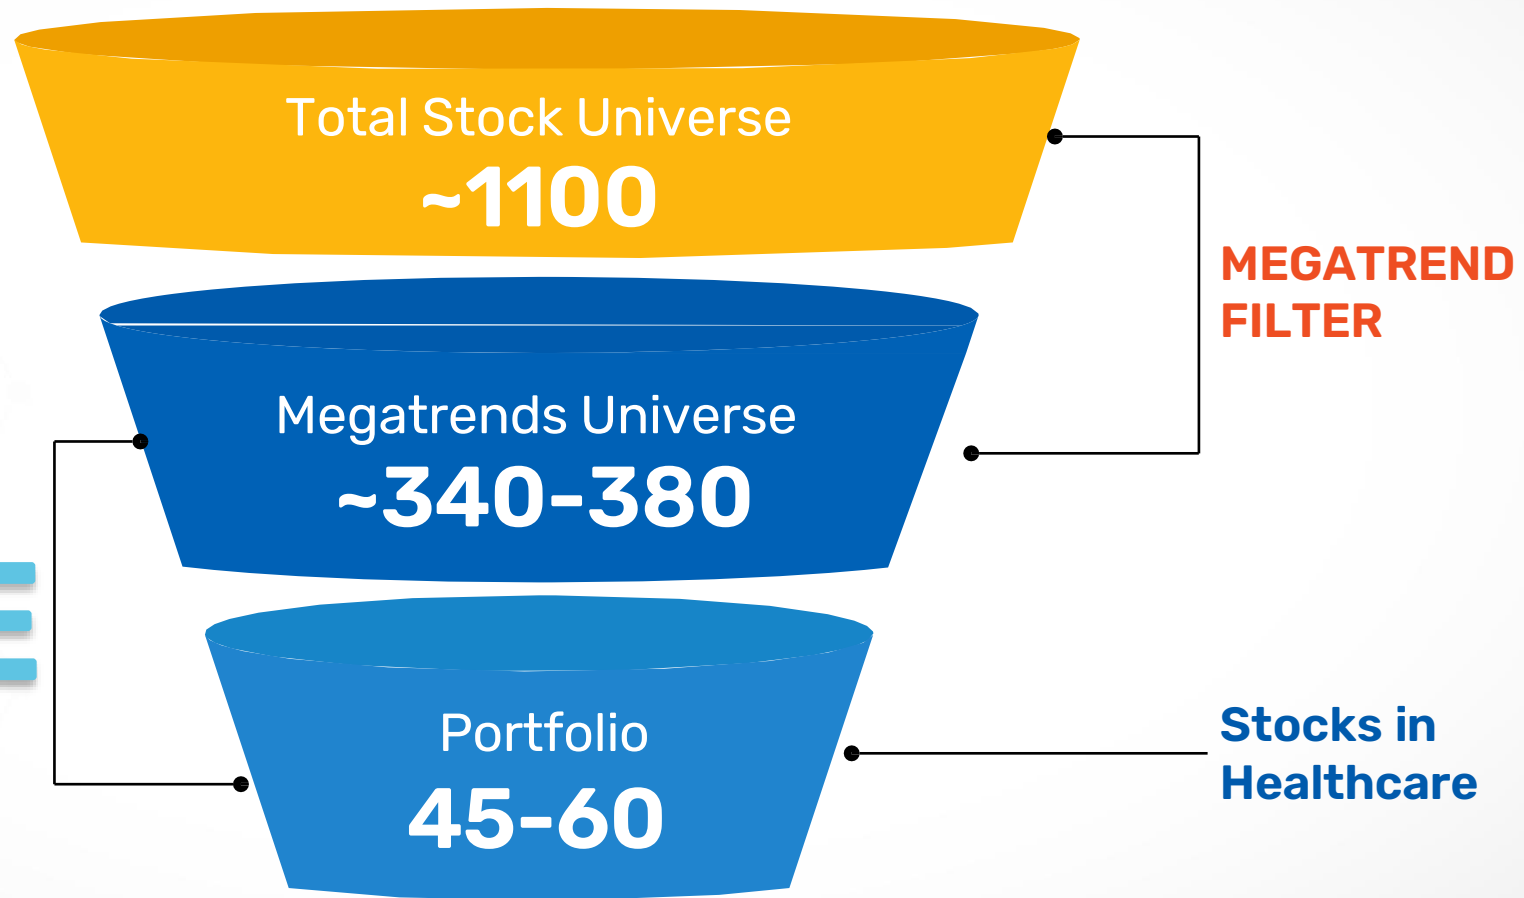 Total Stock Universe
~1100
MEGATREND
FILTER
Megatrends Universe
~340-380
Portfolio
45-60
Stocks in
Healthcare